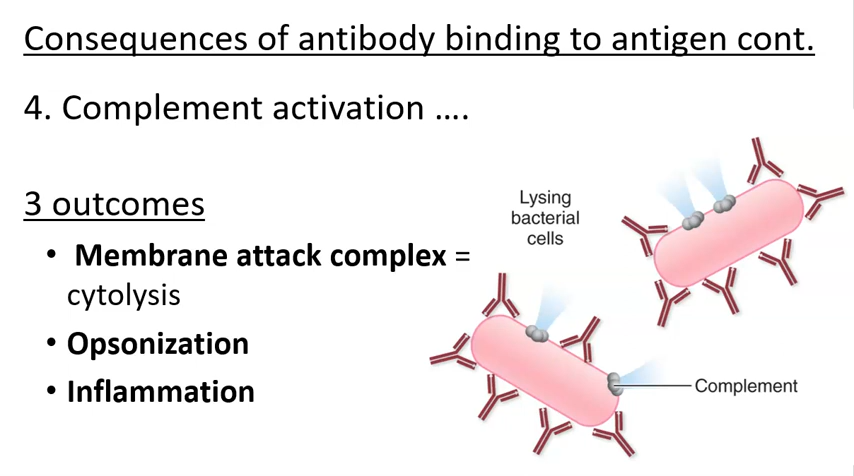 Consequences of antibody binding to antigen cont.
4. Complement activation ....
3 outcomes
• Membrane attack complex =
cytolysis
• Opsonization
• Inflammation
Lysing
bacterial
cells
Complement